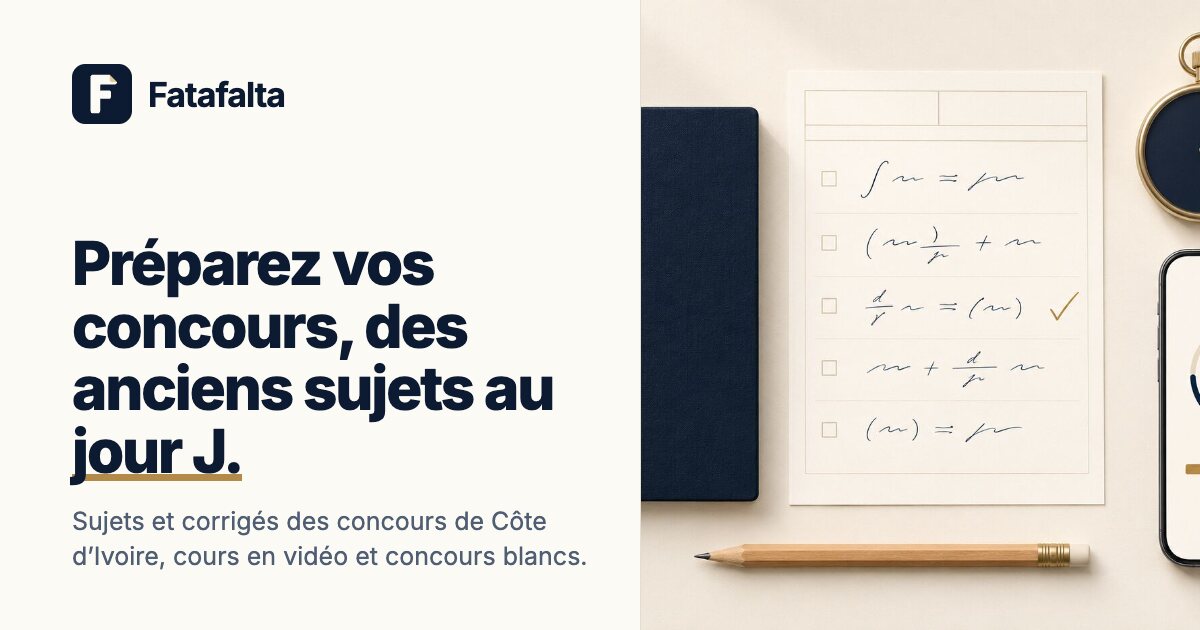 Fatafalta
Préparez vos
concours, des
anciens sujets au
jour J.
Sujets et corrigés des concours de Côte
d’Ivoire, cours en vidéo et concours blancs.